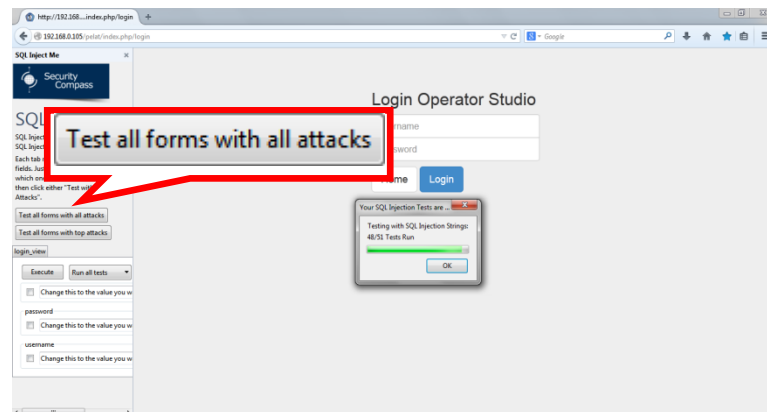 http://192.168....index.php/login
192.168.0.105/pelat/index.php/login
Google
SQL Inject Me
Security
Compass
Login Operator Studio
SQL
Test all forms with all attacks
SQL Inject
SQL Inject
Each tab
fields. Jus
which on
then click either "Test wit
Attacks".
Login
Test all forms with all attacks
Test all forms with top attacks
login_view
Your SQL Injection Tests are ..
Testing with SQL Injection Strings:
48/51 Tests Run
OK
Execute
Run all tests
Change this to the value you w
password
Change this to the value you w
username
Change this to the value you w